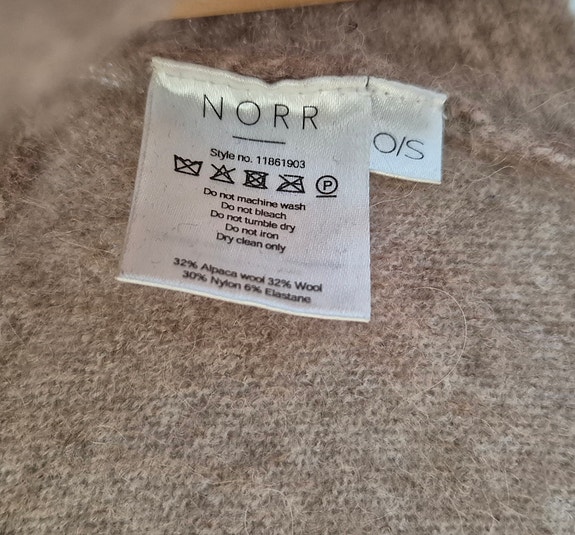 NORR
O/S
Style no. 11861903
P
Do not machine wash
Do not bleach
Do not tumble dry
Do not iron
Dry clean only
32% Alpaca wool 32% Wool
30% Nylon 6% Elastane